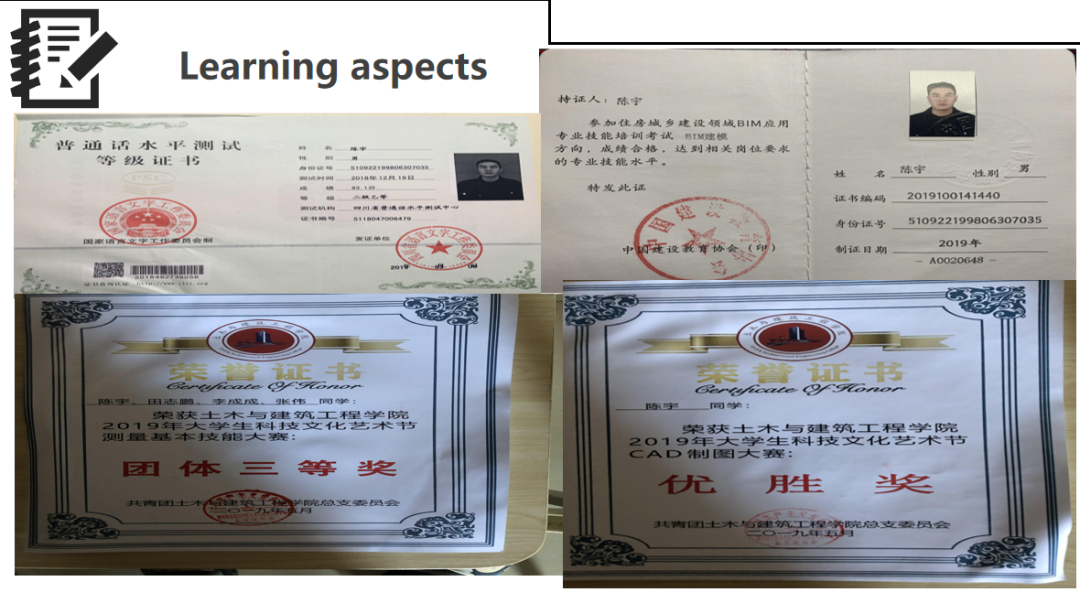 Learning aspects
普通话水平测试
等级证书
PSC
国家语言文字工作委员会制
2018492736056
姓 名 陈宇
性 别 男
身份证号 510922199806307035
测试时间 2018年12月15日
成 绩
等 级 二级乙等
测试机构 四川省普通话水平测试中心
证书编号 5118047006479
发证单位
2019
持证人：陈宇
参加住房城乡建设领域BIM应用
专业技能培训考试 BIM建模
方向，成绩合格，达到相关岗位要求
的专业技能水平。
特发此证
中国建设教育协会（印）
姓 名 陈宇 性别 男
证书编码 2019100141440
身份证号 510922199806307035
制证日期 2019年
- A0020648 -
荣誉证书
Certificate Of Honor
陈宇、田志鹏、李成成、张伟 同学：
荣获土木与建筑工程学院
2019年大学生科技文化艺术节
测量基本技能大赛：
团体三等奖
共青团土木与建筑工程学院总支委员会
二〇一九年五月
荣誉证书
Certificate Of Honor
陈宇 同学：
荣获土木与建筑工程学院
2019年大学生科技文化艺术节
CAD制图大赛：
优胜奖
共青团土木与建筑工程学院总支委员会
二〇一九年五月